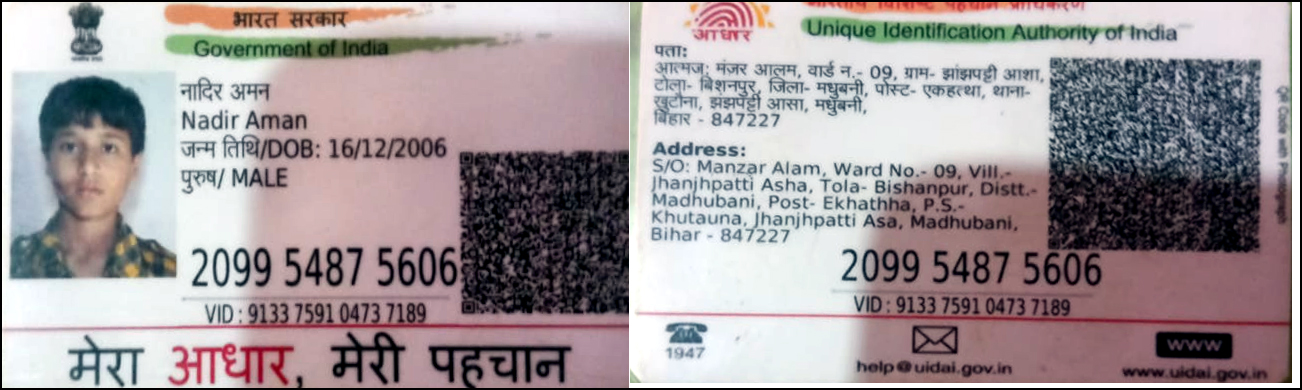 भारत सरकार
Government of India
नादिर अमन
Nadir Aman
जन्म तिथि/DOB: 16/12/2006
पुरुष/ MALE
2099 5487 5606
VID : 9133 7591 0473 7189
मेरा आधार, मेरी पहचान
भारतीय विशिष्ट पहचान प्राधिकरण
आधार
Unique Identification Authority of India
पता:
आत्मज: मंज़र आलम, वार्ड न.- 09, ग्राम- झांझपट्टी आशा,
टोला- बिशनपुर, जिला- मधुबनी, पोस्ट- एकहत्था, थाना-
खुटौना, झंझपट्टी आसा, मधुबनी,
बिहार - 847227
Address:
S/O: Manzar Alam, Ward No.- 09, Vill.-
Jhanjhpatti Asha, Tola- Bishanpur, Distt.-
Madhubani, Post- Ekhathha, P.S.-
Khutauna, Jhanjhpatti Asa, Madhubani,
Bihar - 847227
2099 5487 5606
VID : 9133 7591 0473 7189
1947
help@uidai.gov.in
www
www.uidai.gov.in